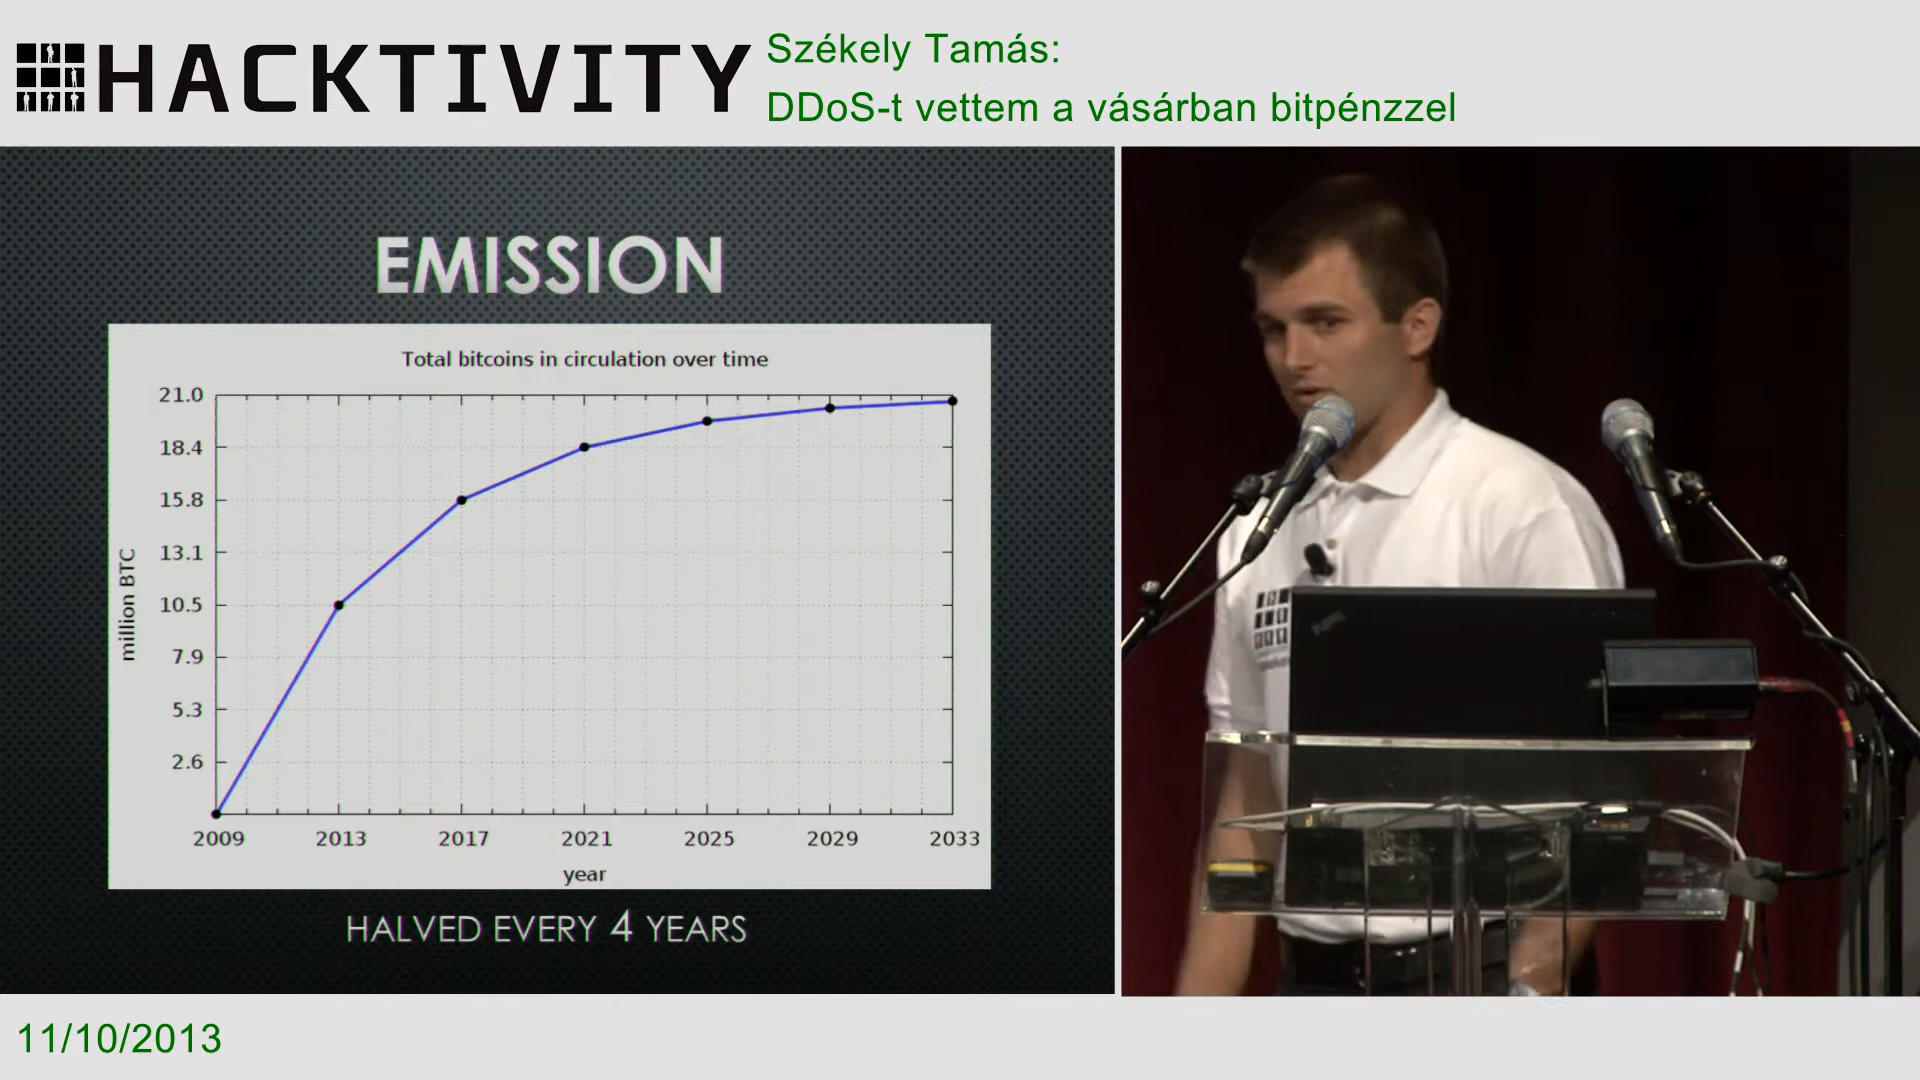 HACKTIVITY
Székely Tamás:
DDoS-t vettem a vásárban bitpénzzel
EMISSION
Total bitcoins in circulation over time
21.0
18.4
15.8
13.1
10.5
7.9
5.3
2.6
million BTC
2009 2013 2017 2021 2025 2029 2033
year
HALVED EVERY 4 YEARS
11/10/2013